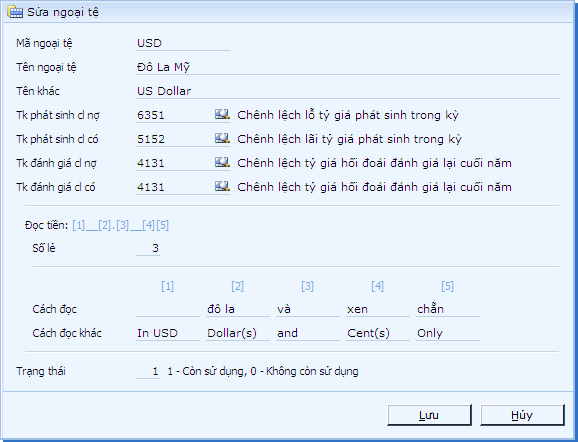 Sửa ngoại tệ
Mã ngoại tệ USD
Tên ngoại tệ Đô La Mỹ
Tên khác US Dollar
Tk phát sinh cl nợ 6351 Chênh lệch lỗ tỷ giá phát sinh trong kỳ
Tk phát sinh cl có 5152 Chênh lệch lãi tỷ giá phát sinh trong kỳ
Tk đánh giá cl nợ 4131 Chênh lệch tỷ giá hối đoái đánh giá lại cuối năm
Tk đánh giá cl có 4131 Chênh lệch tỷ giá hối đoái đánh giá lại cuối năm
Đọc tiền: [1]__[2].[3]__[4][5]
Số lẻ 3
[1] [2] [3] [4] [5]
Cách đọc đô la và xen chẵn
Cách đọc khác In USD Dollar(s) and Cent(s) Only
Trạng thái 1 1 - Còn sử dụng, 0 - Không còn sử dụng
Lưu Hủy